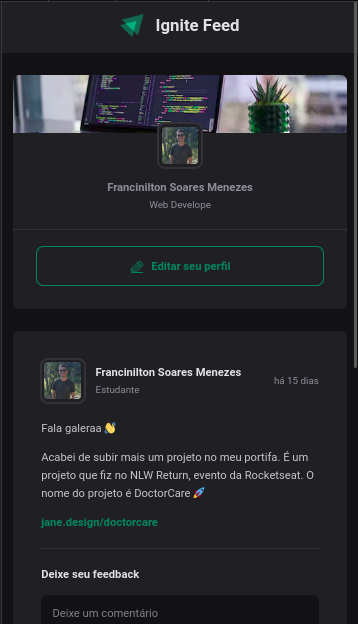 Ignite Feed
Francinilton Soares Menezes
Web Develope
Editar seu perfil
Francinilton Soares Menezes
Estudante
há 15 dias
Fala galeraa 👋
Acabei de subir mais um projeto no meu portifa. É um
projeto que fiz no NLW Return, evento da Rocketseat. O
nome do projeto é DoctorCare 🚀
jane.design/doctorcare
Deixe seu feedback
Deixe um comentário